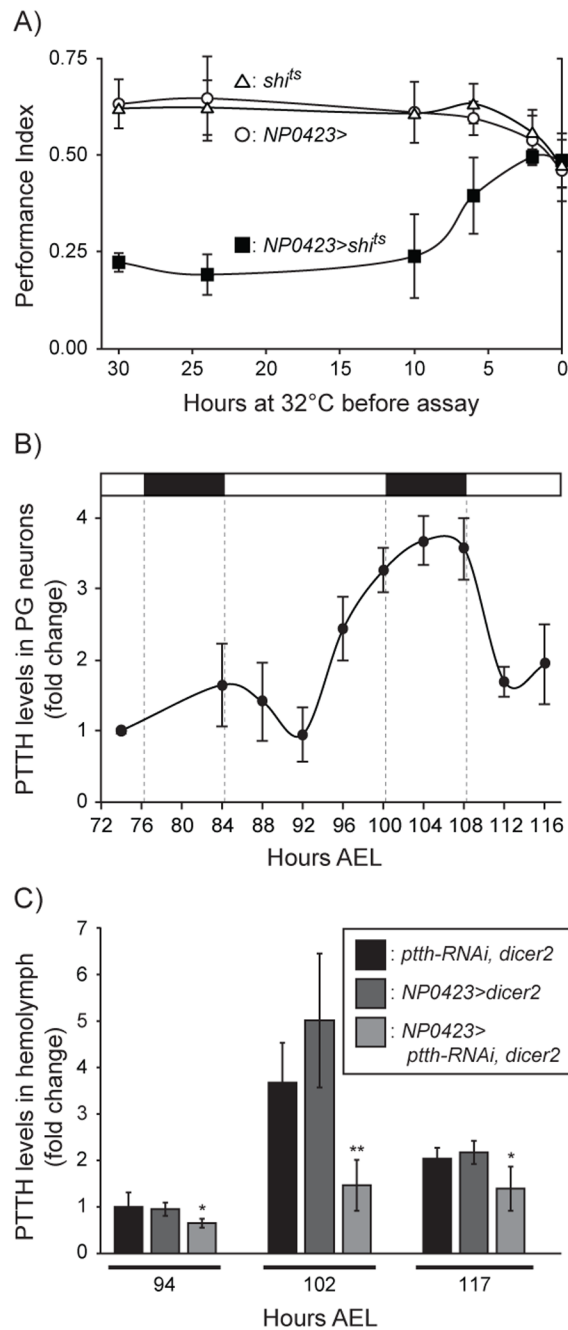 A)
Performance Index
0.75
0.50
0.25
0.00
△: shi^ts
○: NP0423>
■: NP0423>shi^ts
30 25 20 15 10 5 0
Hours at 32°C before assay
B)
PTTH levels in PG neurons
(fold change)
4
3
2
1
0
72 76 80 84 88 92 96 100 104 108 112 116
Hours AEL
C)
PTTH levels in hemolymph
(fold change)
7
6
5
4
3
2
1
0
: ptth-RNAi, dicer2
: NP0423>dicer2
: NP0423>
ptth-RNAi, dicer2
* ** *
94 102 117
Hours AEL